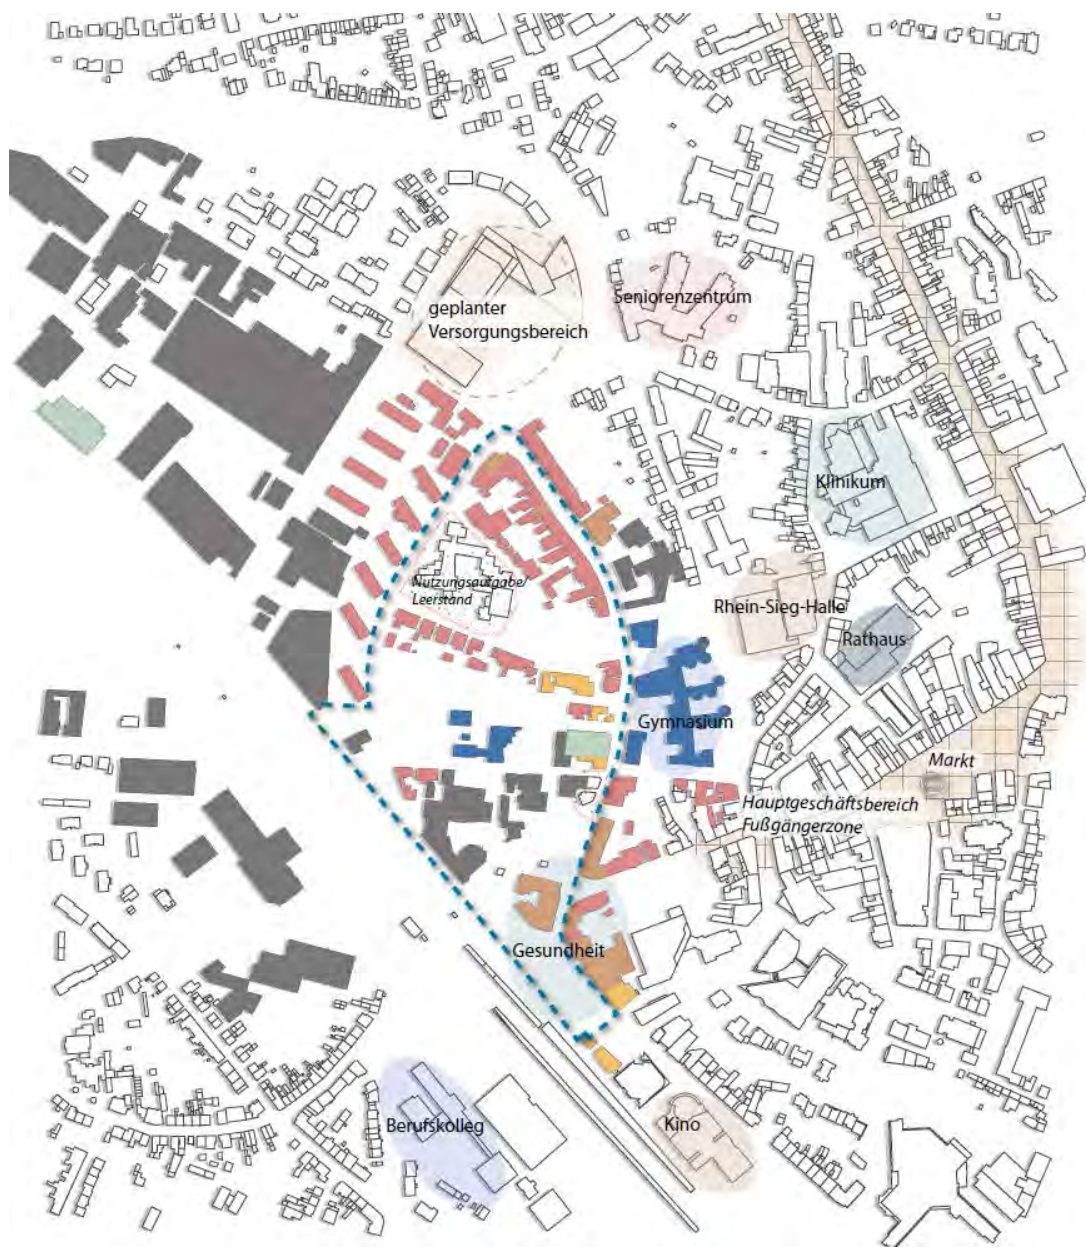 geplanter
Versorgungsbereich
Seniorenzentrum
Klinikum
Nutzungsaufgabe/
Leerstand
Rhein-Sieg-Halle
Rathaus
Gymnasium
Markt
Hauptgeschäftsbereich
Fußgängerzone
Gesundheit
Berufskolleg
Kino